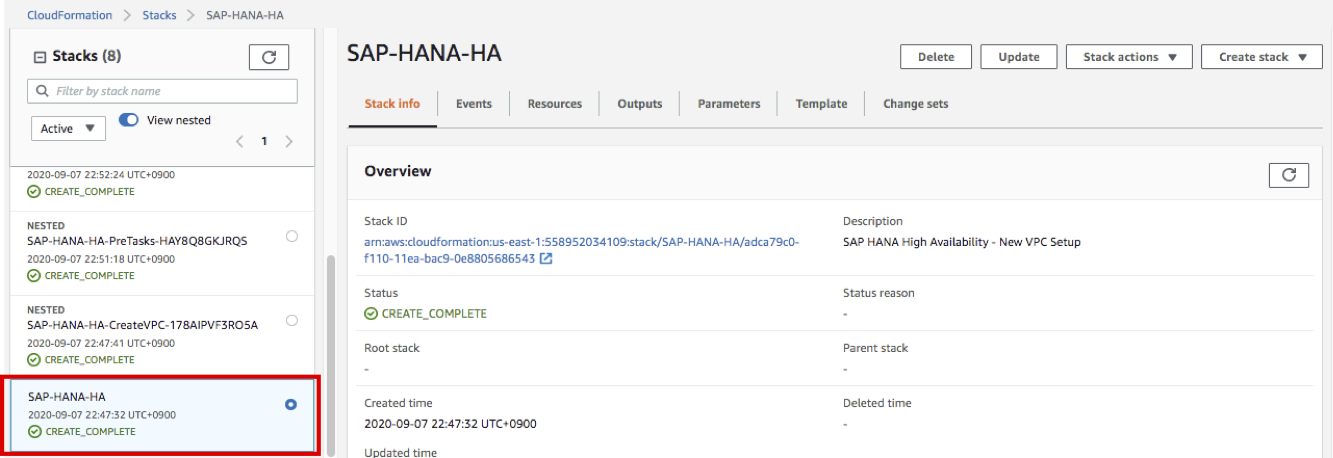 CloudFormation > Stacks > SAP-HANA-HA
Stacks (8)
Filter by stack name
Active
View nested
1
2020-09-07 22:52:24 UTC+0900
CREATE_COMPLETE
NESTED
SAP-HANA-HA-PreTasks-HAY8Q8GKJRQS
2020-09-07 22:51:18 UTC+0900
CREATE_COMPLETE
NESTED
SAP-HANA-HA-CreateVPC-178AIPVF3RO5A
2020-09-07 22:47:41 UTC+0900
CREATE_COMPLETE
SAP-HANA-HA
2020-09-07 22:47:32 UTC+0900
CREATE_COMPLETE
SAP-HANA-HA
Delete
Update
Stack actions
Create stack
Stack info
Events
Resources
Outputs
Parameters
Template
Change sets
Overview
Stack ID
arn:aws:cloudformation:us-east-1:558952034109:stack/SAP-HANA-HA/adca79c0-
f110-11ea-bac9-0e8805686543
Description
SAP HANA High Availability - New VPC Setup
Status
CREATE_COMPLETE
Status reason
-
Root stack
-
Parent stack
-
Created time
2020-09-07 22:47:32 UTC+0900
Deleted time
-
Updated time